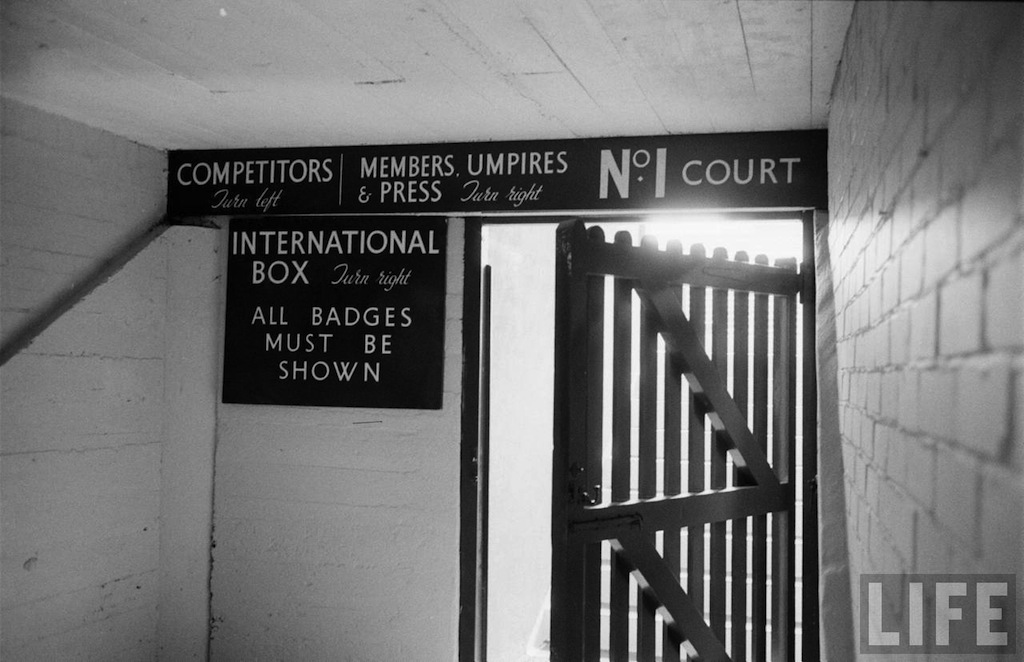 COMPETITORS
Turn left
MEMBERS, UMPIRES
& PRESS Turn right
Nº1 COURT
INTERNATIONAL
BOX Turn right
ALL BADGES
MUST BE
SHOWN
LIFE